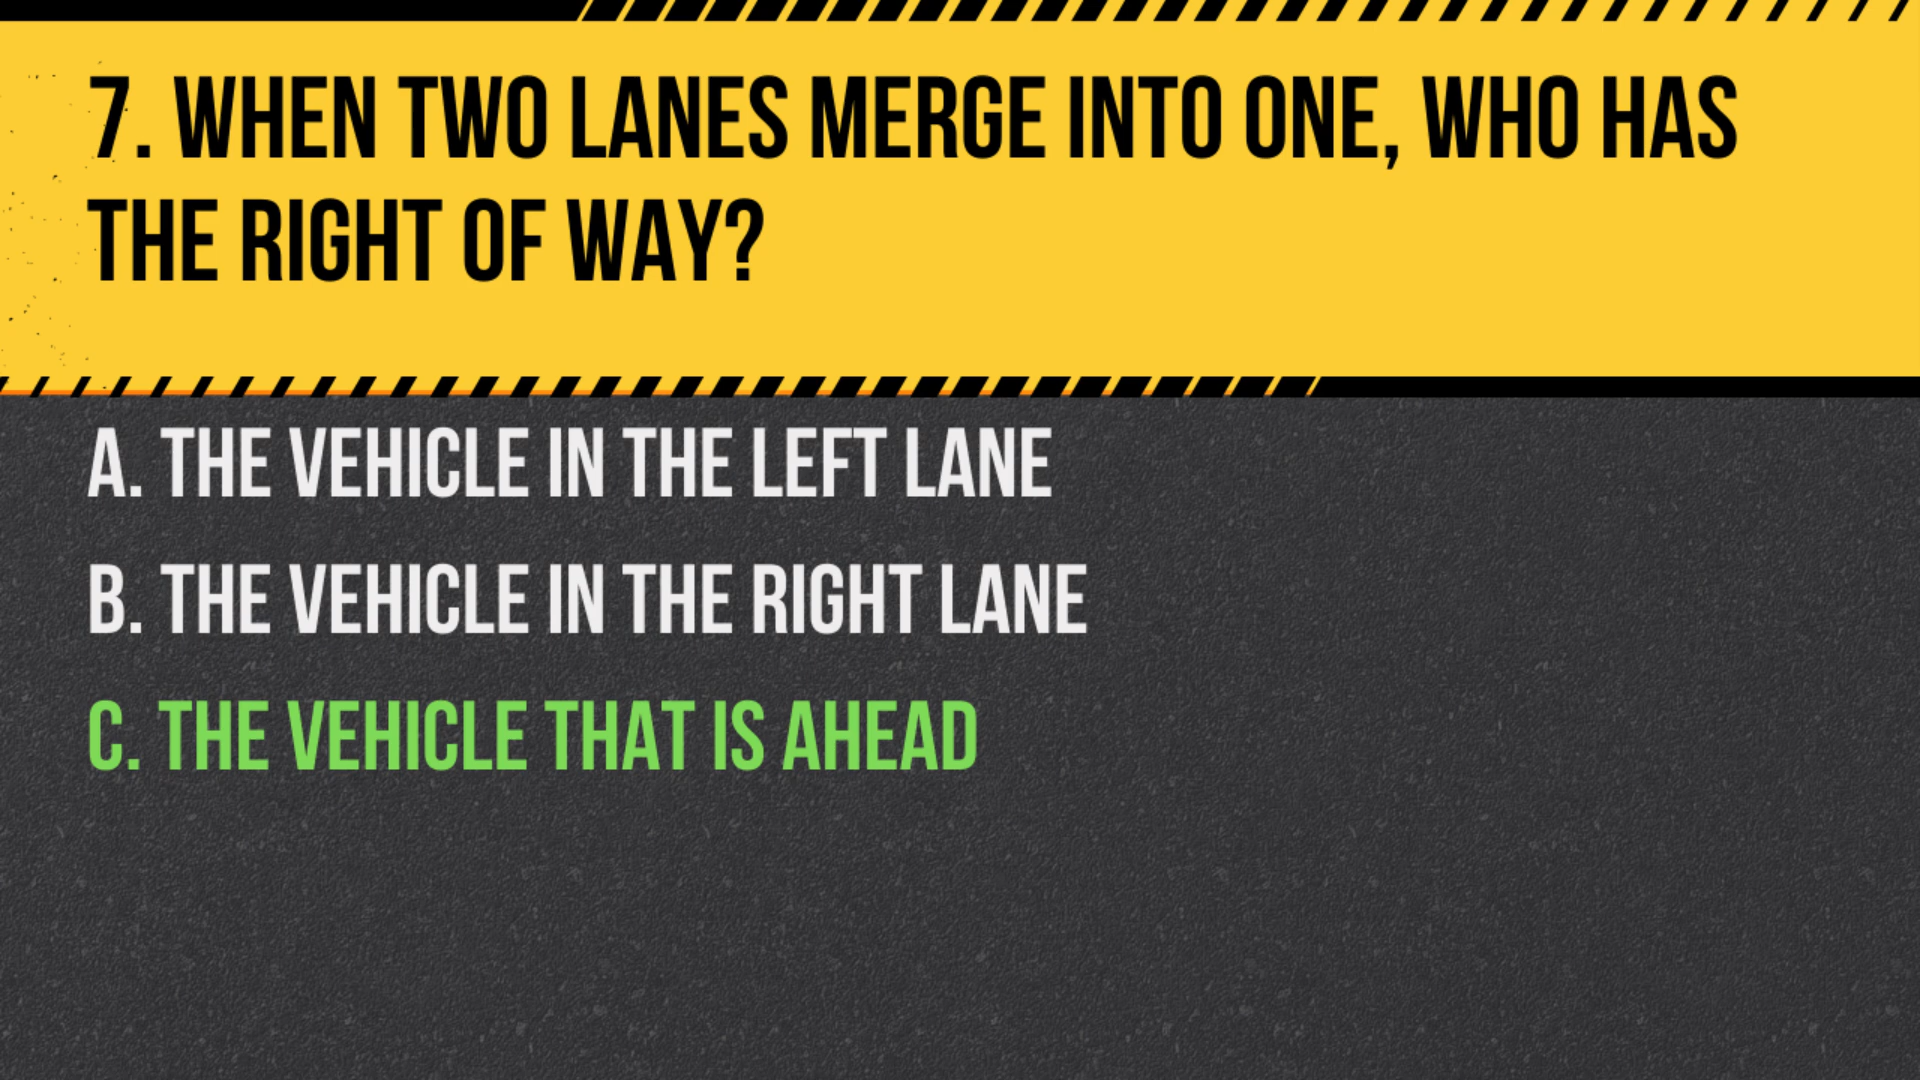 7. WHEN TWO LANES MERGE INTO ONE, WHO HAS
THE RIGHT OF WAY?
A. THE VEHICLE IN THE LEFT LANE
B. THE VEHICLE IN THE RIGHT LANE
C. THE VEHICLE THAT IS AHEAD